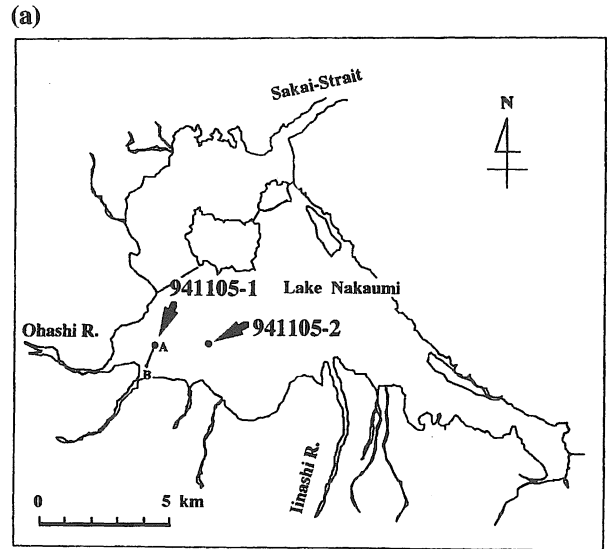 (a)
Sakai-Strait
N
941105-1
Lake Nakaumi
Ohashi R.
A
941105-2
B
Iinashi R.
0 5 km